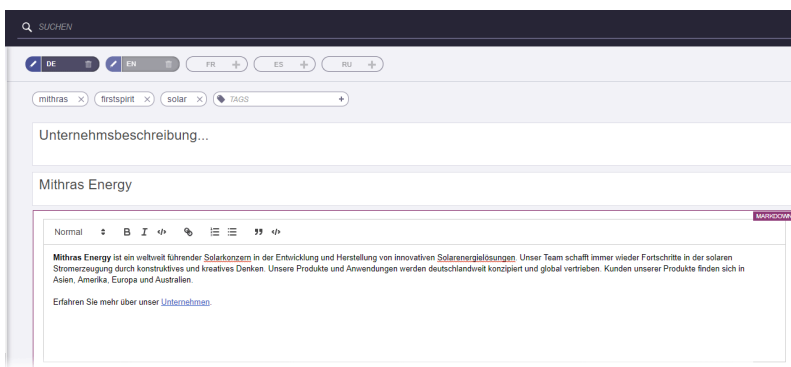 SUCHEN
DE EN FR + ES + RU +
mithras × firstspirit × solar × TAGS +
Unternehmsbeschreibung...
Mithras Energy
MARKDOWN
Normal B I </> " </>
Mithras Energy ist ein weltweit führender Solarkonzern in der Entwicklung und Herstellung von innovativen Solarenergielösungen. Unser Team schafft immer wieder Fortschritte in der solaren
Stromerzeugung durch konstruktives und kreatives Denken. Unsere Produkte und Anwendungen werden deutschlandweit konzipiert und global vertrieben. Kunden unserer Produkte finden sich in
Asien, Amerika, Europa und Australien.
Erfahren Sie mehr über unser Unternehmen.